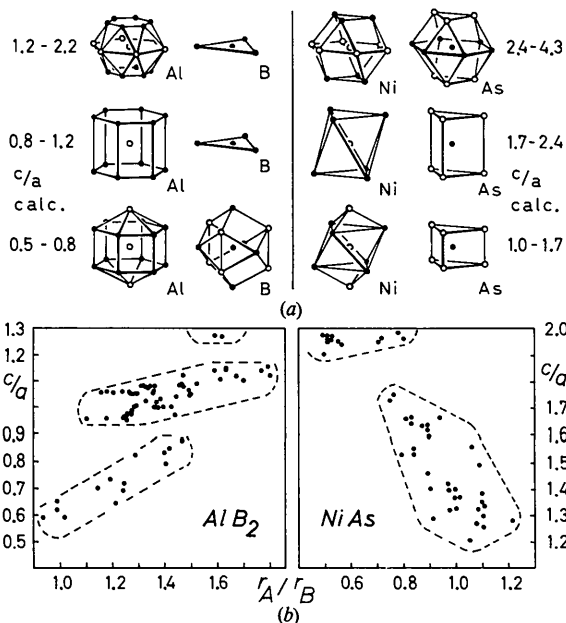 1.2 - 2.2
Al
B
Ni
As
2.4 - 4.3
0.8 - 1.2
c/a
calc.
Al
B
Ni
As
1.7 - 2.4
c/a
calc.
0.5 - 0.8
Al
B
Ni
As
1.0 - 1.7
(a)
1.3
1.2
c/a
0.9
0.8
0.7
0.6
0.5
Al B2
1.0 1.2 1.4 1.6
2.0
c/a
1.7
1.6
1.5
1.4
1.3
1.2
Ni As
0.6 0.8 1.0 1.2
rA / rB
(b)